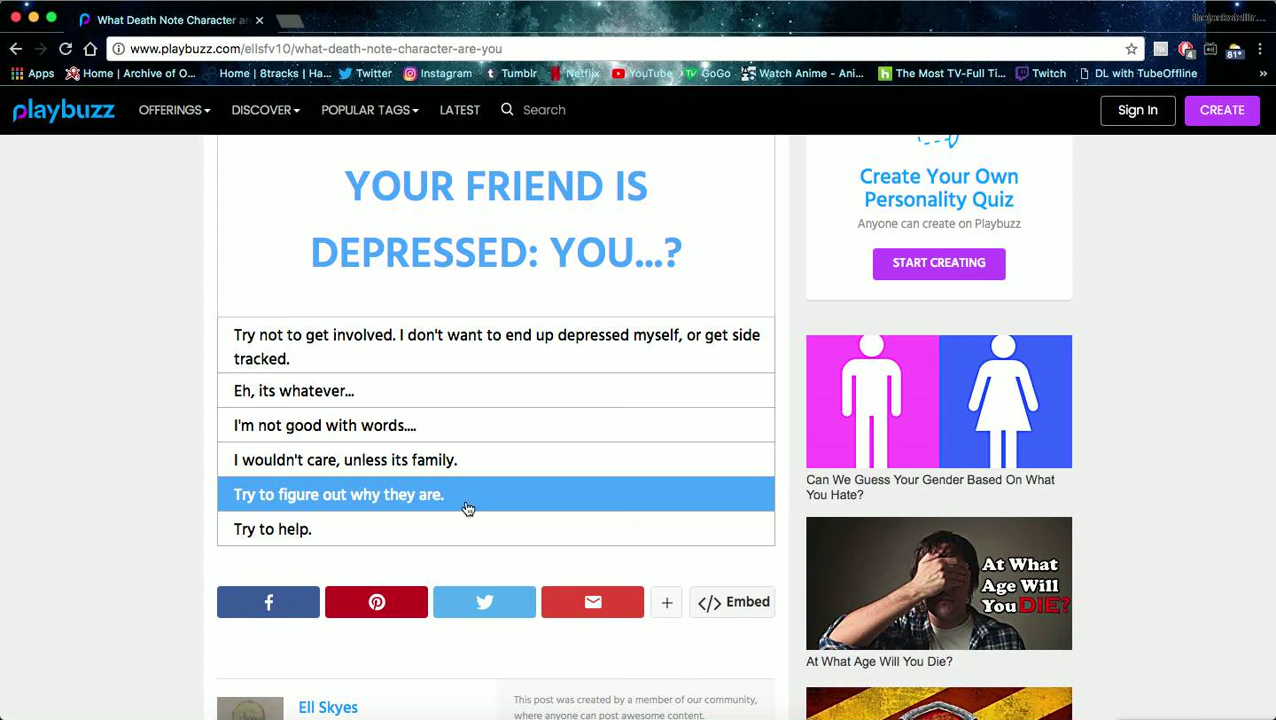 What Death Note Character an
www.playbuzz.com/ellsfv10/what-death-note-character-are-you
81°
Apps Home | Archive of O... Home | 8tracks | Ha... Twitter Instagram Tumblr Netflix YouTube GoGo Watch Anime - Ani... The Most TV-Full Ti... Twitch DL with TubeOffline »
playbuzz OFFERINGS DISCOVER POPULAR TAGS LATEST Search Sign In CREATE
YOUR FRIEND IS
DEPRESSED: YOU...?
Try not to get involved. I don't want to end up depressed myself, or get side
tracked.
Eh, its whatever...
I'm not good with words....
I wouldn't care, unless its family.
Try to figure out why they are.
Try to help.
</> Embed
Ell Skyes
This post was created by a member of our community,
where anyone can post awesome content.
Create Your Own
Personality Quiz
Anyone can create on Playbuzz
START CREATING
Can We Guess Your Gender Based On What
You Hate?
At What
Age Will
You DIE?
At What Age Will You Die?